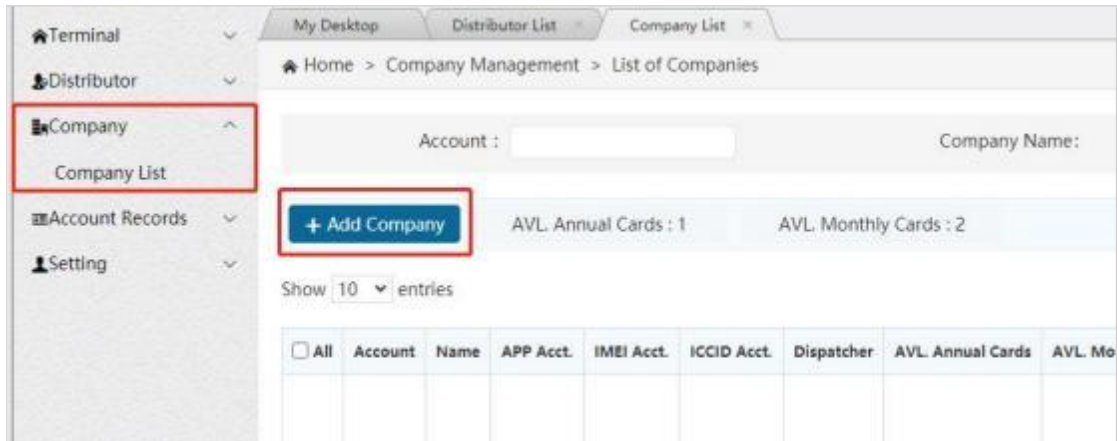 Terminal
Distributor
Company
Company List
Account Records
Setting
My Desktop Distributor List × Company List ×
Home > Company Management > List of Companies
Account : Company Name:
+ Add Company AVL. Annual Cards : 1 AVL. Monthly Cards : 2
Show 10 entries
All Account Name APP Acct. IMEI Acct. ICCID Acct. Dispatcher AVL. Annual Cards AVL. Mo